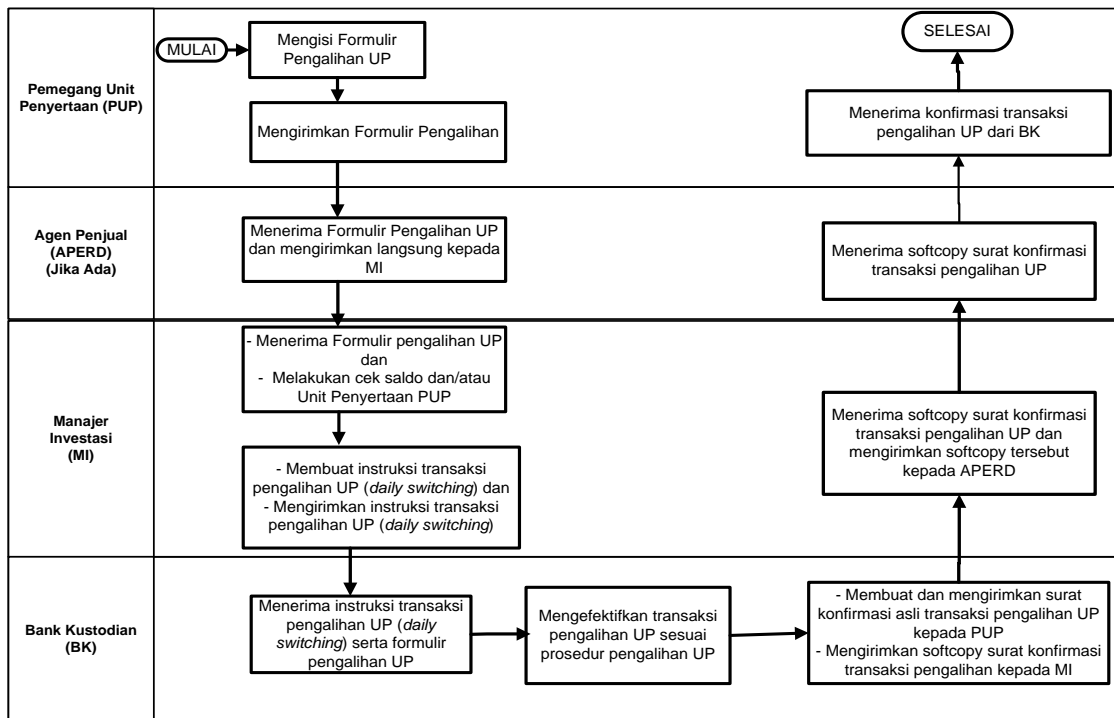 Pemegang Unit
Penyertaan (PUP)
MULAI
Mengisi Formulir
Pengalihan UP
Mengirimkan Formulir Pengalihan
SELESAI
Menerima konfirmasi transaksi
pengalihan UP dari BK
Agen Penjual
(APERD)
(Jika Ada)
Menerima Formulir Pengalihan UP
dan mengirimkan langsung kepada
MI
Menerima softcopy surat konfirmasi
transaksi pengalihan UP
Manajer
Investasi
(MI)
- Menerima Formulir pengalihan UP
dan
- Melakukan cek saldo dan/atau
Unit Penyertaan PUP
- Membuat instruksi transaksi
pengalihan UP (daily switching) dan
- Mengirimkan instruksi transaksi
pengalihan UP (daily switching)
Menerima softcopy surat konfirmasi
transaksi pengalihan UP dan
mengirimkan softcopy tersebut
kepada APERD
Bank Kustodian
(BK)
Menerima instruksi transaksi
pengalihan UP (daily
switching) serta formulir
pengalihan UP
Mengefektifkan transaksi
pengalihan UP sesuai
prosedur pengalihan UP
- Membuat dan mengirimkan surat
konfirmasi asli transaksi pengalihan UP
kepada PUP
- Mengirimkan softcopy surat konfirmasi
transaksi pengalihan kepada MI